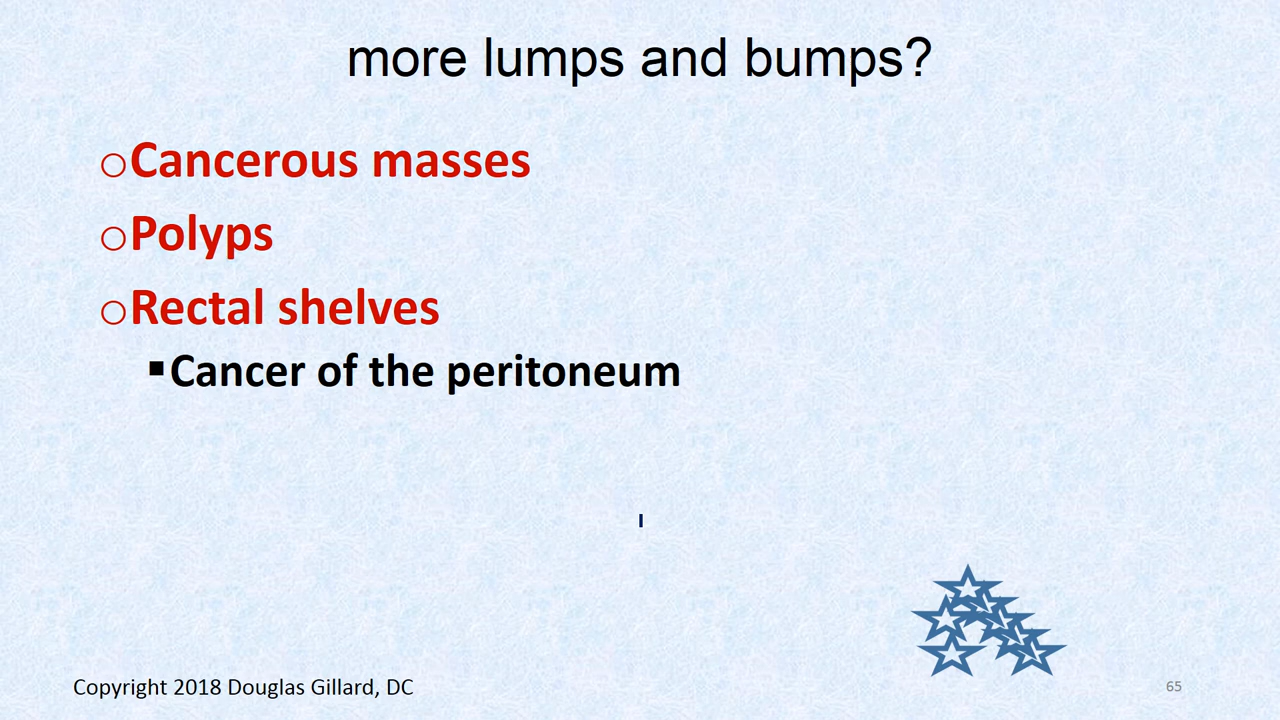 more lumps and bumps?
Cancerous masses
Polyps
Rectal shelves
Cancer of the peritoneum
Copyright 2018 Douglas Gillard, DC
65